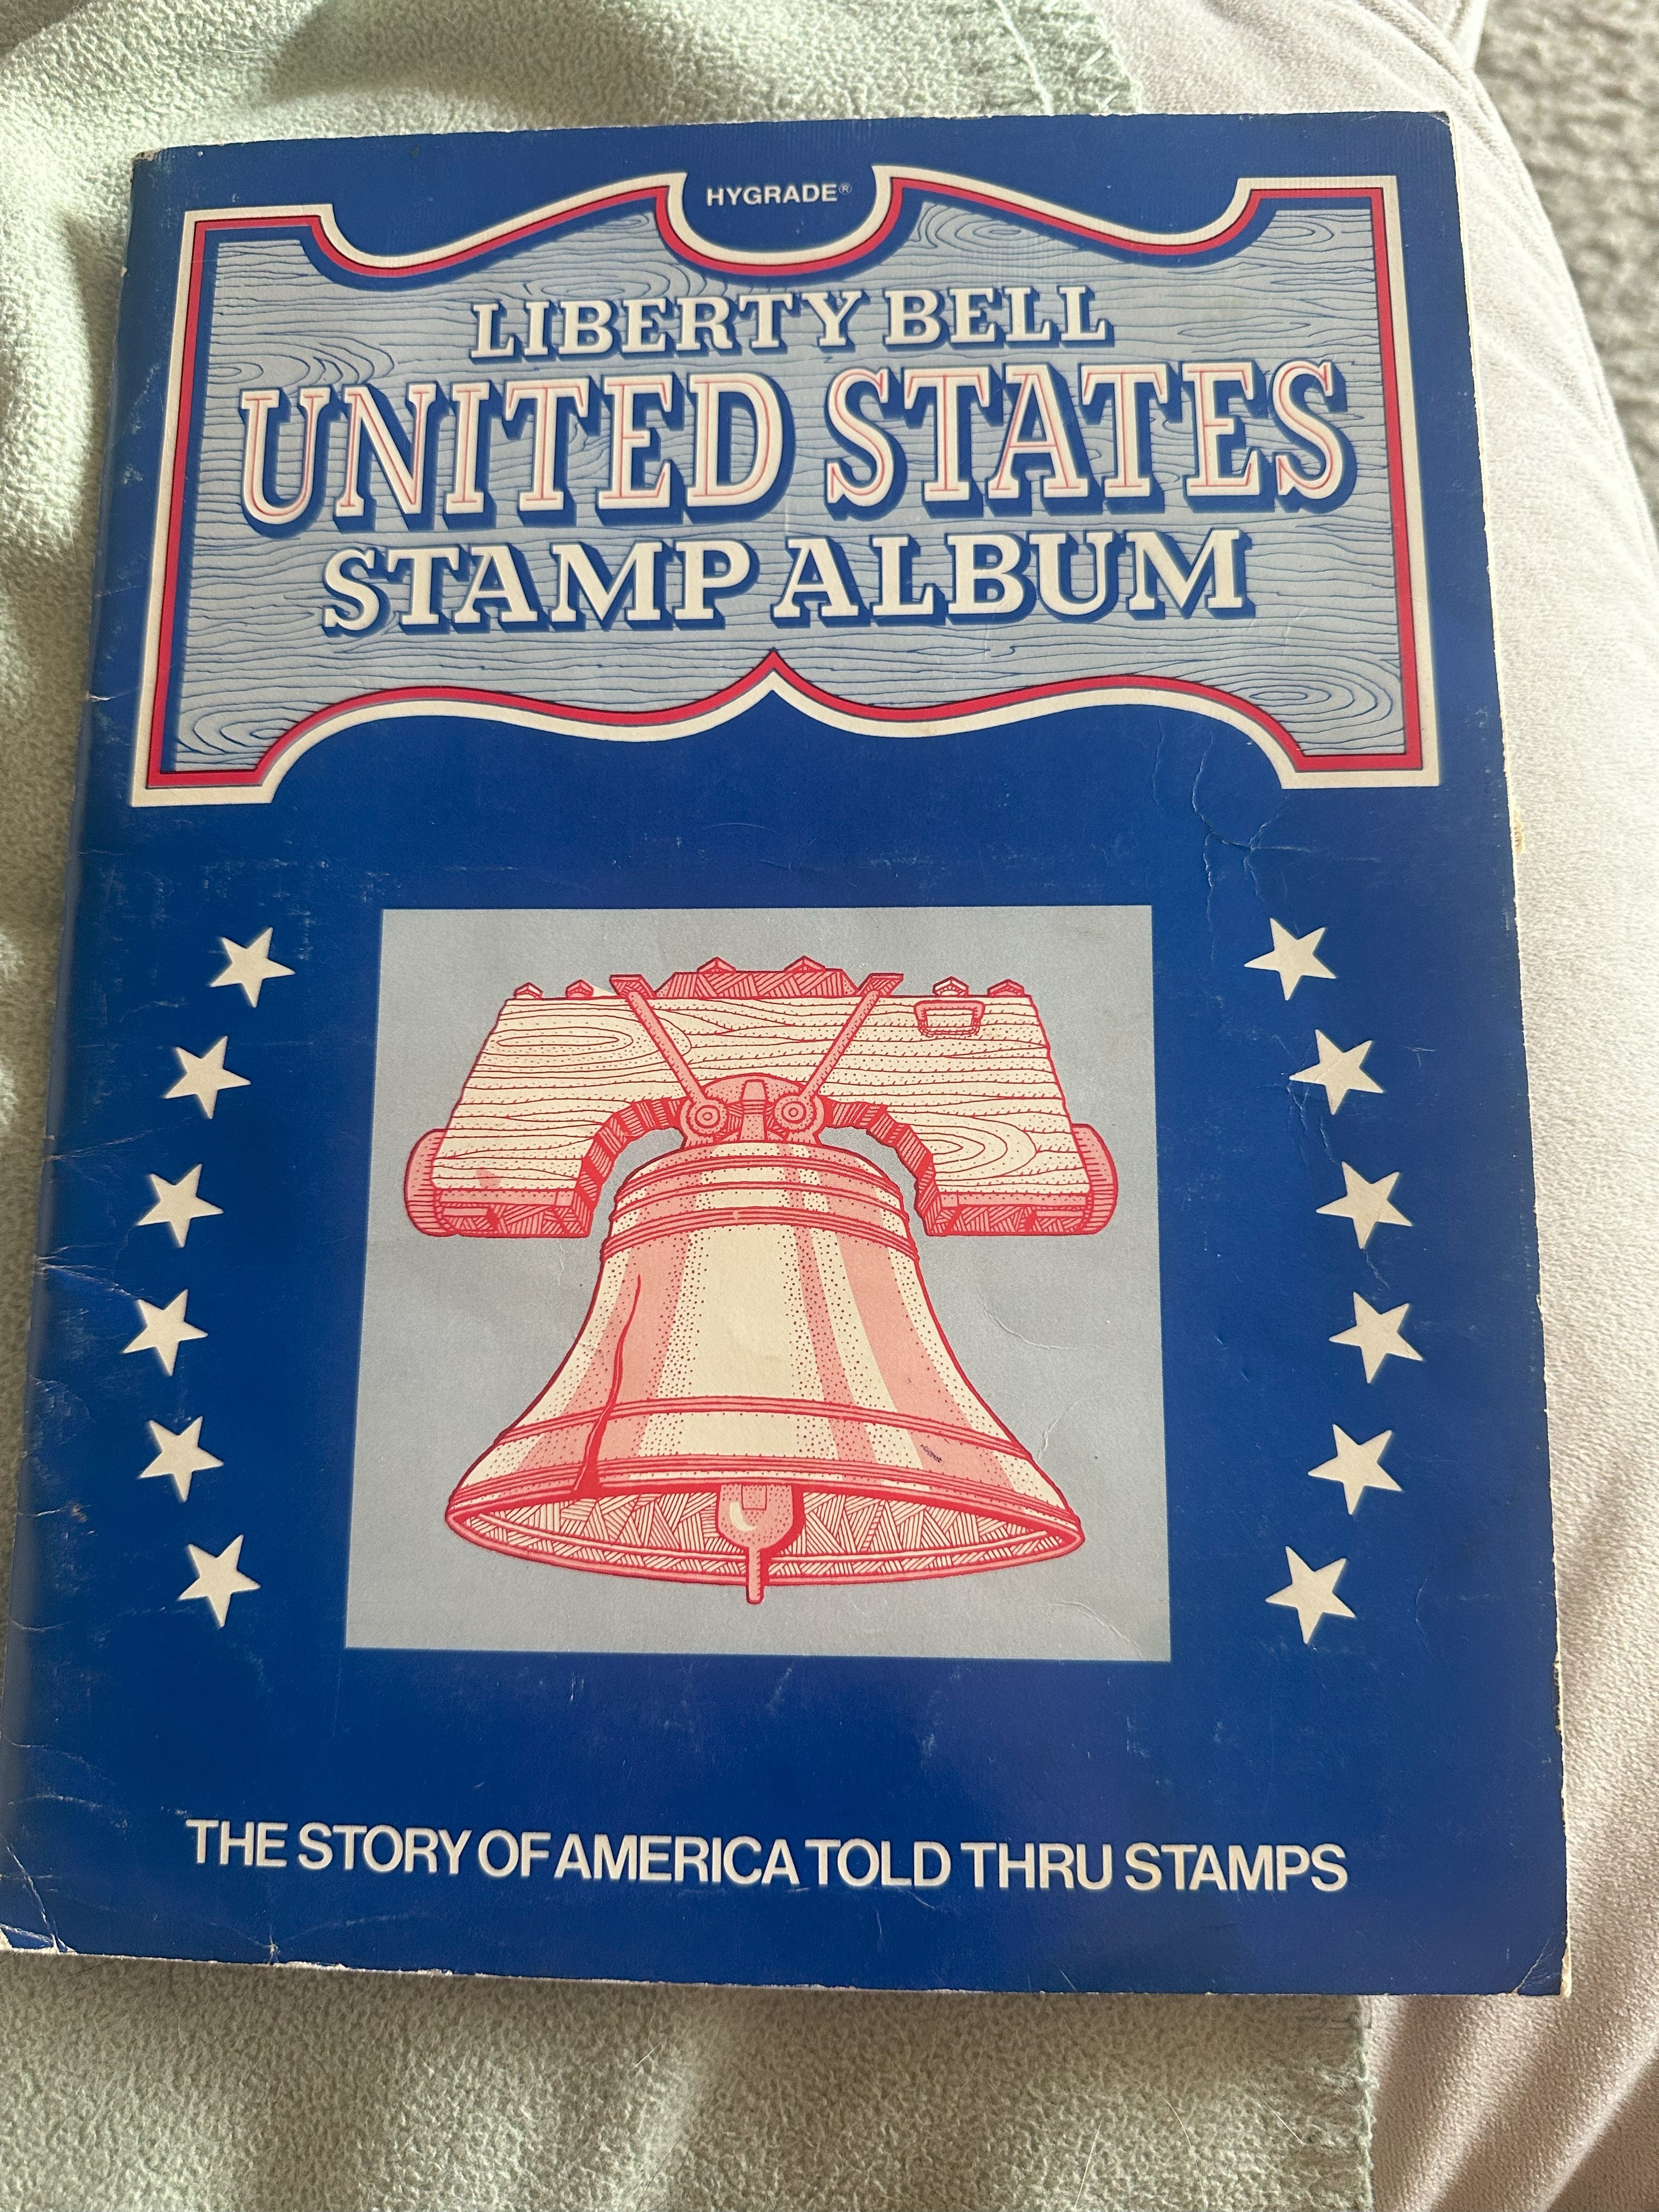 HYGRADE®
LIBERTY BELL
UNITED STATES
STAMP ALBUM
THE STORY OF AMERICA TOLD THRU STAMPS